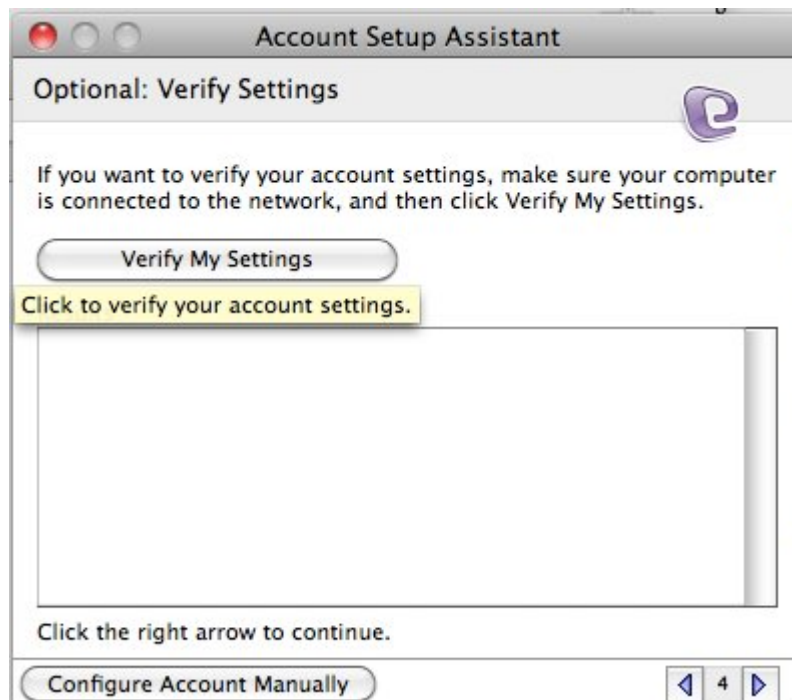 Account Setup Assistant
Optional: Verify Settings
If you want to verify your account settings, make sure your computer
is connected to the network, and then click Verify My Settings.
Verify My Settings
Click to verify your account settings.
Click the right arrow to continue.
Configure Account Manually
4